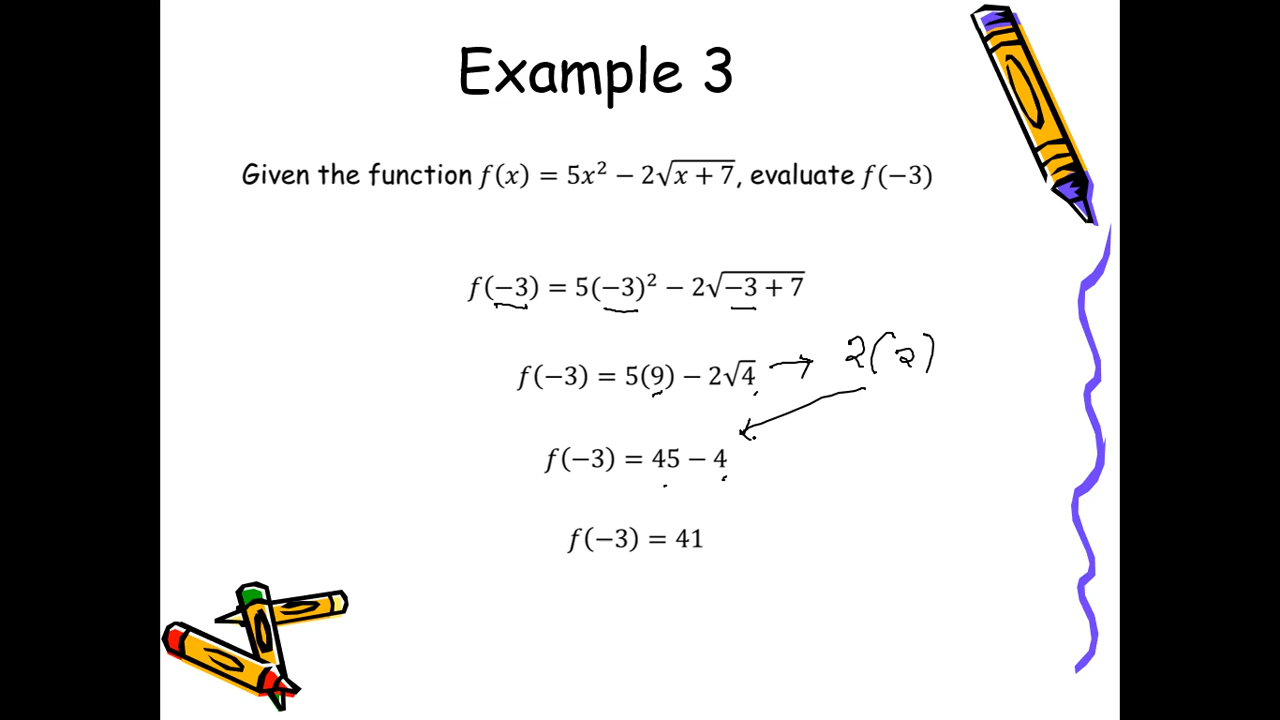 Example 3
Given the function f(x) = 5x² − 2√(x + 7), evaluate f(−3)
f(−3) = 5(−3)² − 2√(−3 + 7)
f(−3) = 5(9) − 2√4 → 2(2)
f(−3) = 45 − 4
f(−3) = 41